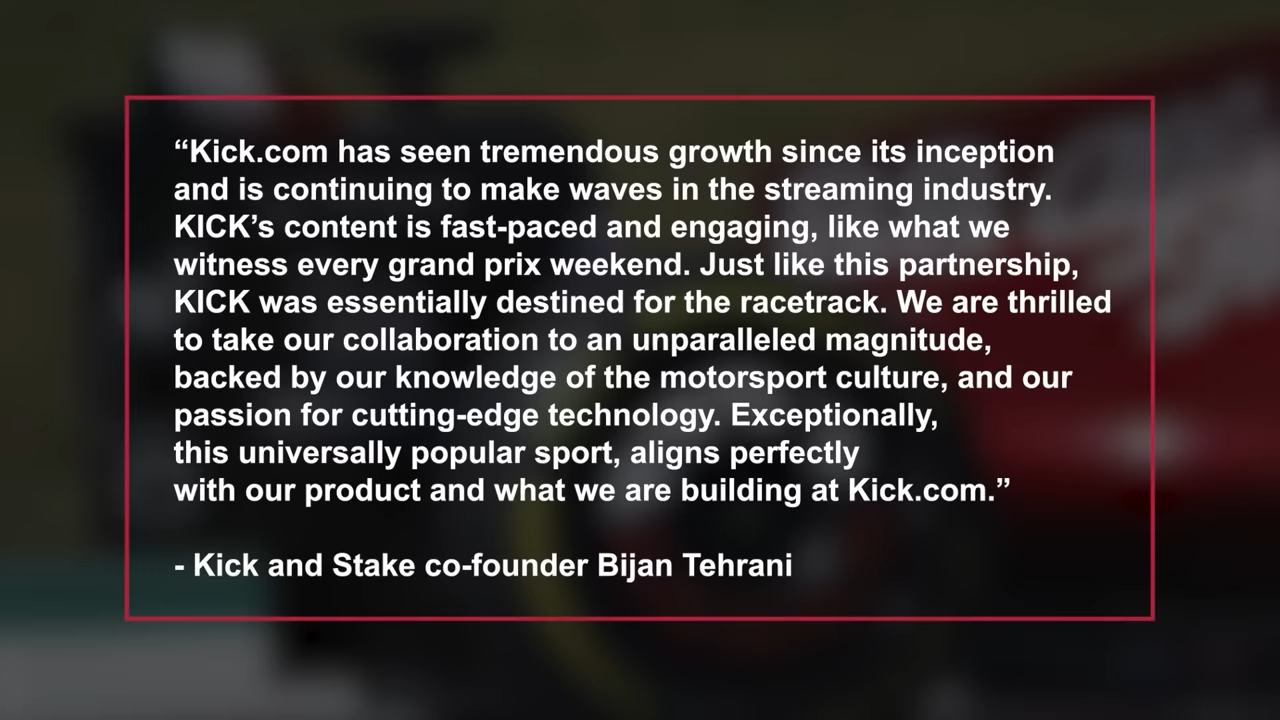 “Kick.com has seen tremendous growth since its inception
and is continuing to make waves in the streaming industry.
KICK’s content is fast-paced and engaging, like what we
witness every grand prix weekend. Just like this partnership,
KICK was essentially destined for the racetrack. We are thrilled
to take our collaboration to an unparalleled magnitude,
backed by our knowledge of the motorsport culture, and our
passion for cutting-edge technology. Exceptionally,
this universally popular sport, aligns perfectly
with our product and what we are building at Kick.com.”
- Kick and Stake co-founder Bijan Tehrani